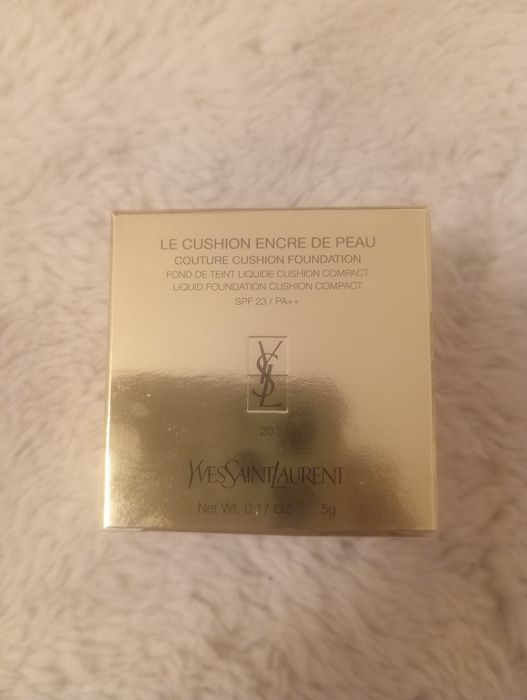 LE CUSHION ENCRE DE PEAU
COUTURE CUSHION FOUNDATION
FOND DE TEINT LIQUIDE CUSHION COMPACT
LIQUID FOUNDATION CUSHION COMPACT
SPF 23 / PA++
YSL
20
YVESSAINTLAURENT
Net Wt. 0.17 OZ 5g